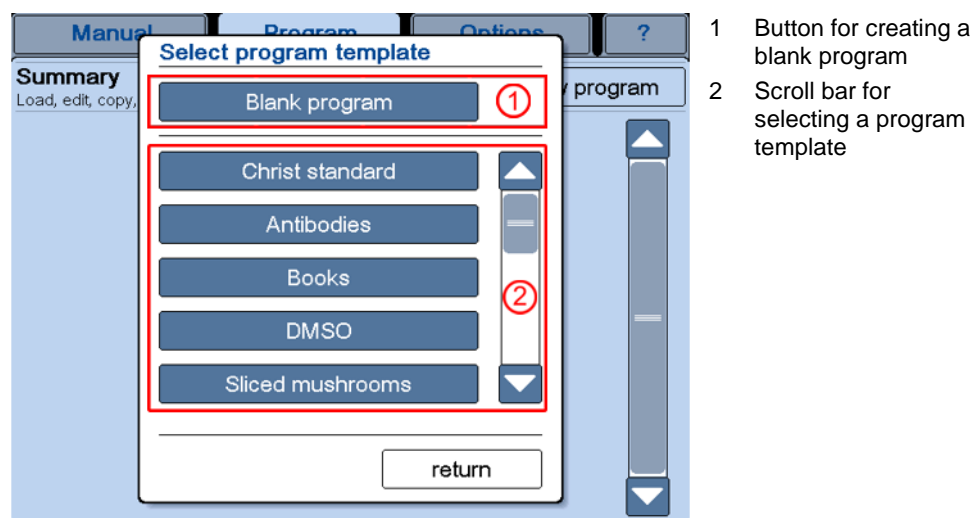 Manual Program Options ?
Select program template
Summary
Load, edit, copy,
program
Blank program 1
Christ standard
Antibodies
Books
2
DMSO
Sliced mushrooms
return
1 Button for creating a
blank program
2 Scroll bar for
selecting a program
template